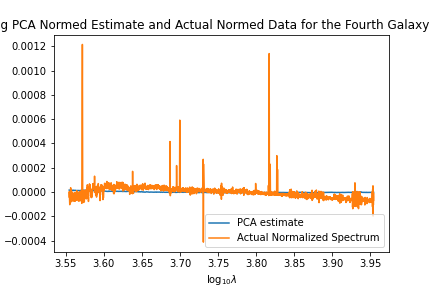 g PCA Normed Estimate and Actual Normed Data for the Fourth Galaxy
0.0012
0.0010
0.0008
0.0006
0.0004
0.0002
0.0000
−0.0002
−0.0004
PCA estimate
Actual Normalized Spectrum
3.55 3.60 3.65 3.70 3.75 3.80 3.85 3.90 3.95
log₁₀λ